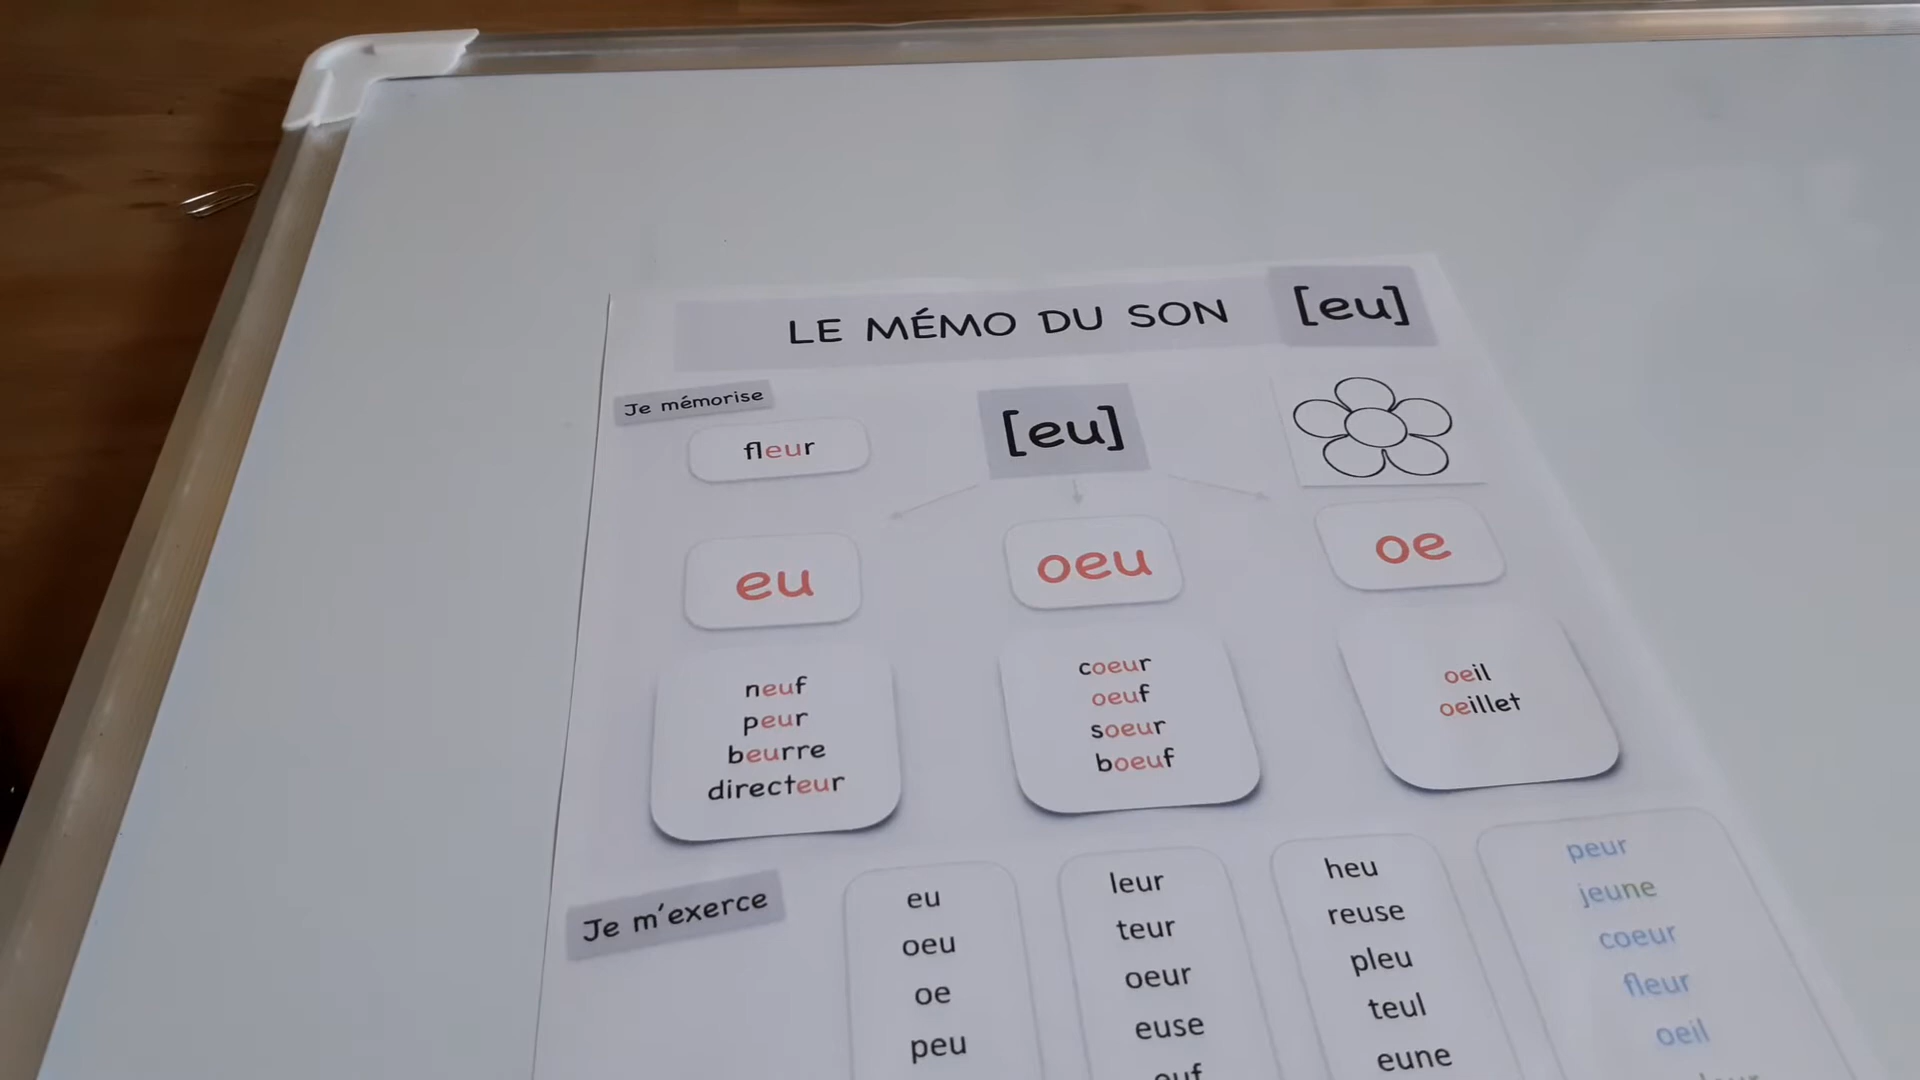 LE MÉMO DU SON [eu]
Je mémorise
fleur
[eu]
eu
oeu
oe
neuf
peur
beurre
directeur
coeur
oeuf
soeur
boeuf
oeil
oeillet
Je m'exerce
eu
oeu
oe
peu
leur
teur
oeur
euse
heu
reuse
pleu
teul
eune
peur
jeune
coeur
fleur
oeil